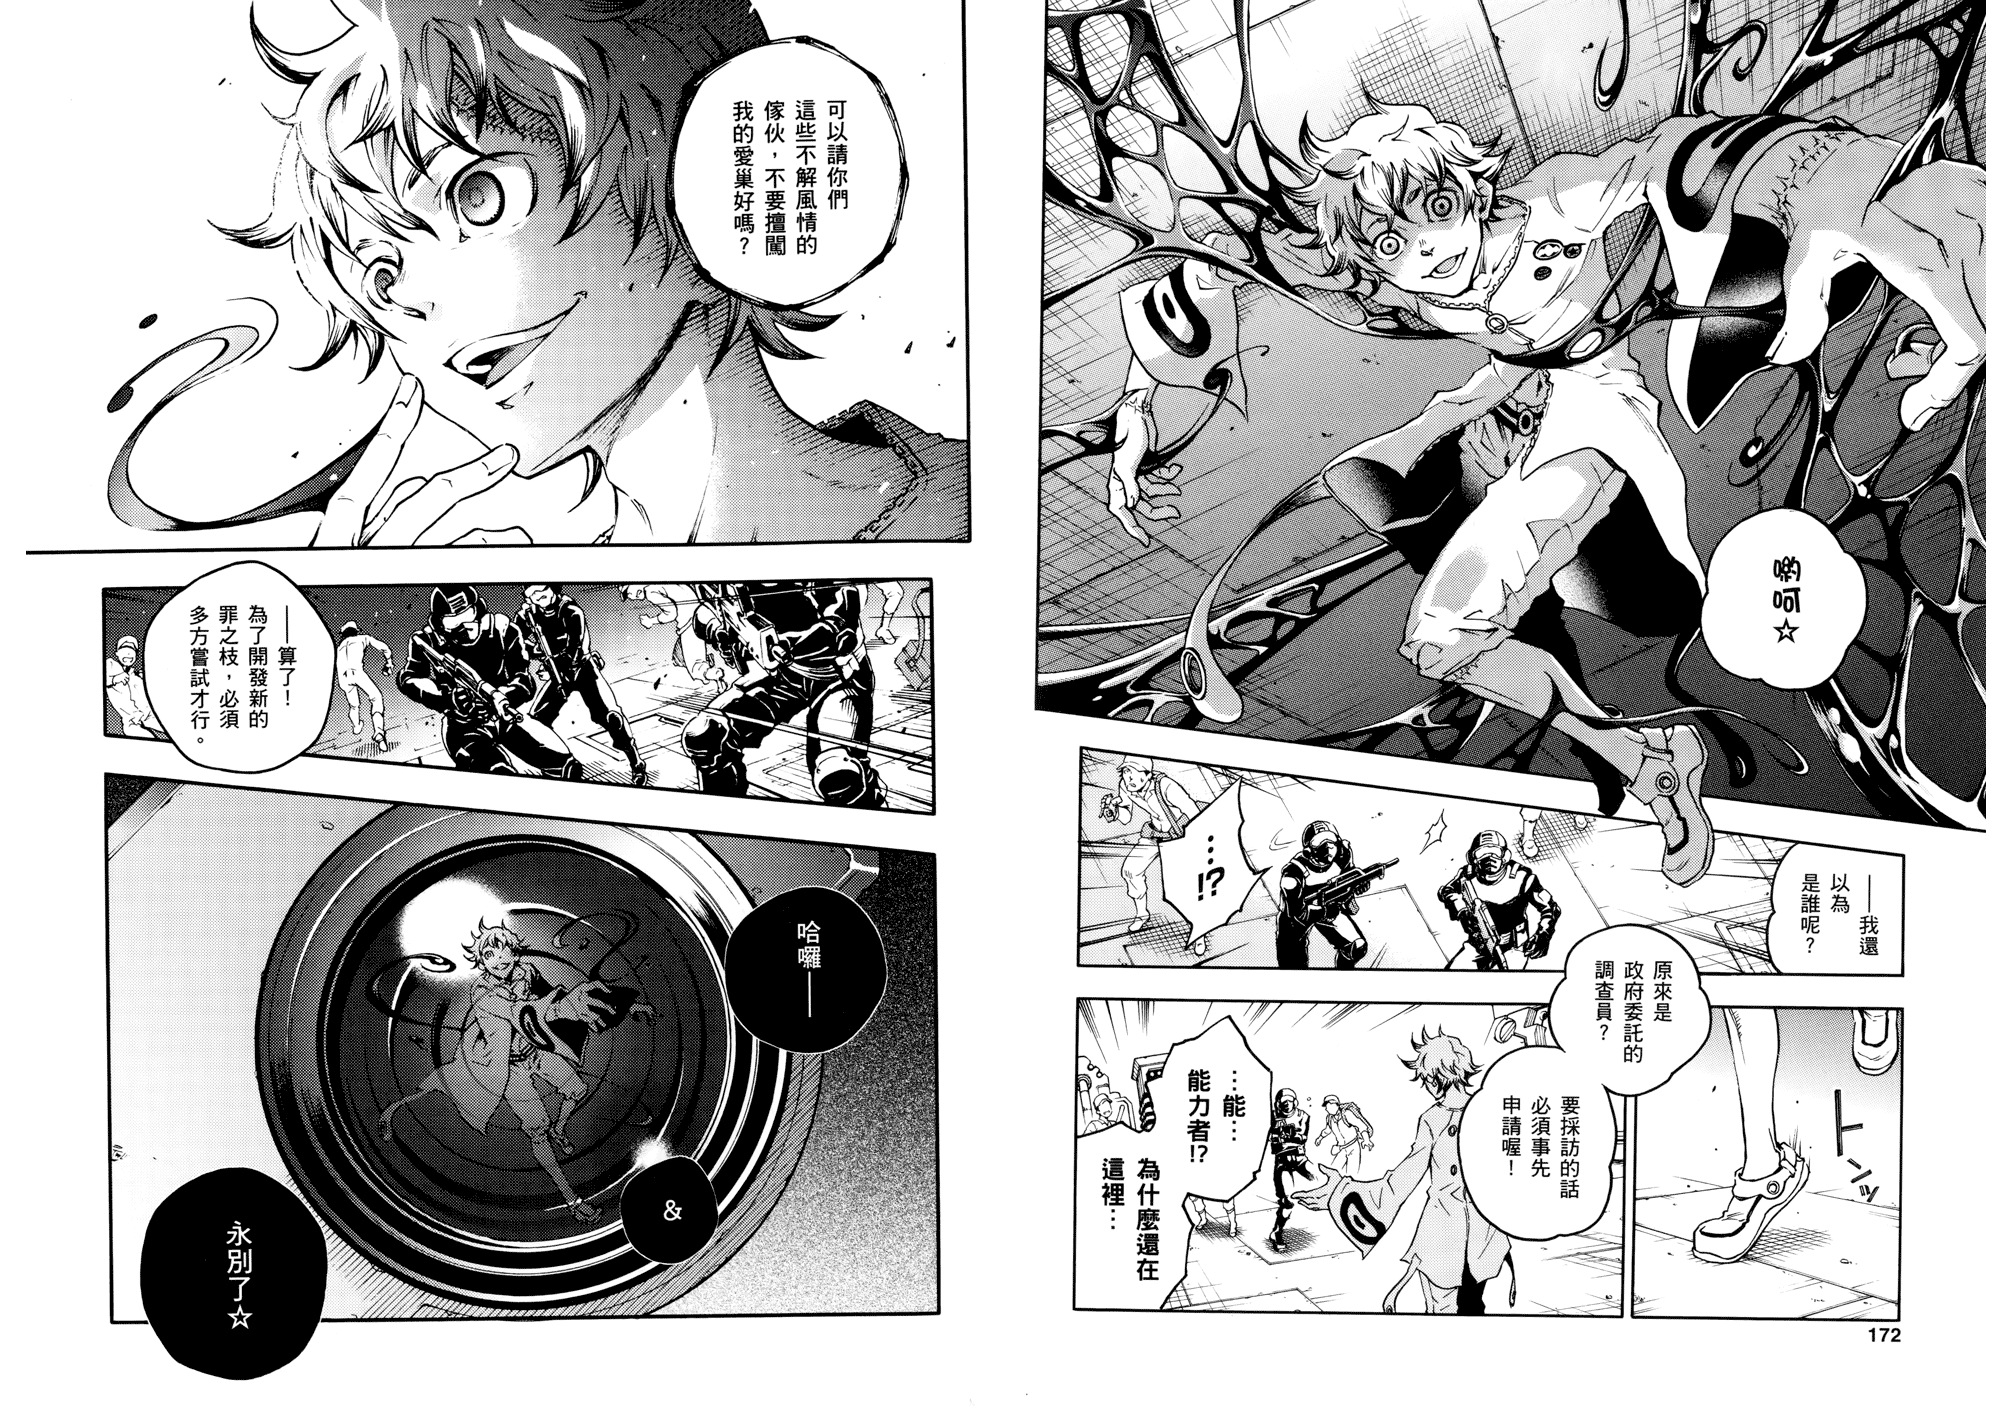 ☆
——我還
以為
是誰呢？
…!?
原來是
政府委託的
調查員？
要採訪的話
必須事先
申請喔！
トンッ
…能…
能力者!?
為什麼還在
這裡…
172
可以請你們
這些不解風情的
傢伙，不要擅闖
我的愛巢好嗎？
——算了！
為了開發新的
罪之枝，必須
多方嘗試才行。
哈囉——
&
永別了☆